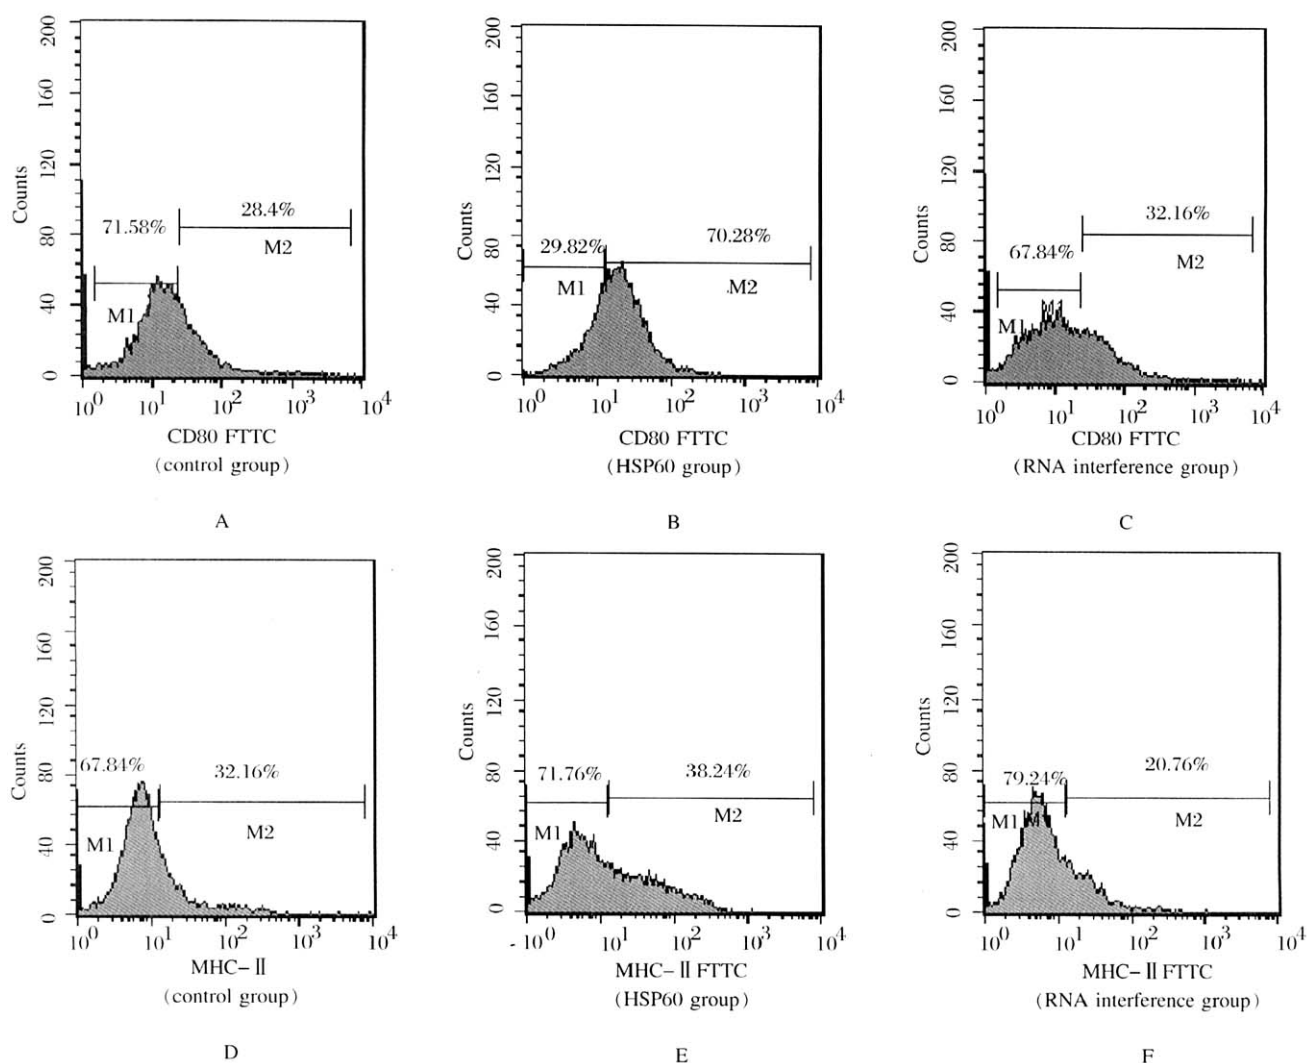 200
160
120
80
40
0
Counts
71.58%
28.4%
M1
M2
10^0 10^1 10^2 10^3 10^4
CD80 FTTC
(control group)
A
200
160
120
80
40
0
Counts
29.82%
70.28%
M1
.M2
10^0 10^1 10^2 10^3 10^4
CD80 FTTC
(HSP60 group)
B
200
160
120
80
40
0
Counts
67.84%
32.16%
M1
M2
10^0 10^1 10^2 10^3 10^4
CD80 FTTC
(RNA interference group)
C
200
160
120
80
40
0
Counts
67.84%
32.16%
M1
M2
10^0 10^1 10^2 10^3 10^4
MHC-Ⅱ
(control group)
D
200
160
120
80
40
0
Counts
71.76%
38.24%
M1
M2
10^0 10^1 10^2 10^3 10^4
MHC-Ⅱ FTTC
(HSP60 group)
E
200
160
120
80
40
0
Counts
79.24%
20.76%
M1
M2
10^0 10^1 10^2 10^3 10^4
MHC-Ⅱ FTTC
(RNA interference group)
F